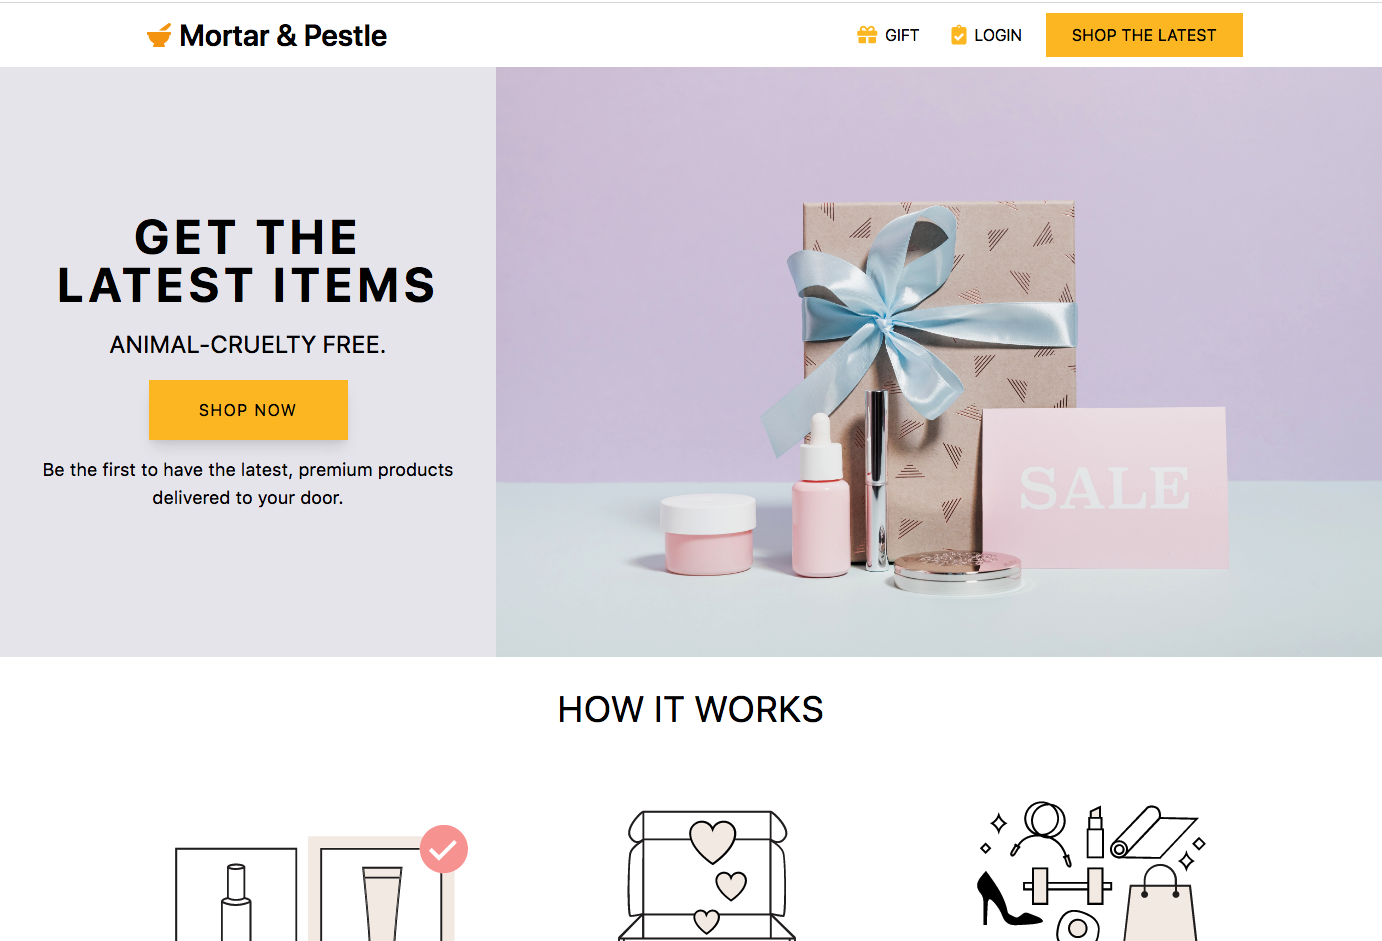 Mortar & Pestle
GIFT
LOGIN
SHOP THE LATEST
GET THE
LATEST ITEMS
ANIMAL-CRUELTY FREE.
SHOP NOW
Be the first to have the latest, premium products
delivered to your door.
SALE
HOW IT WORKS